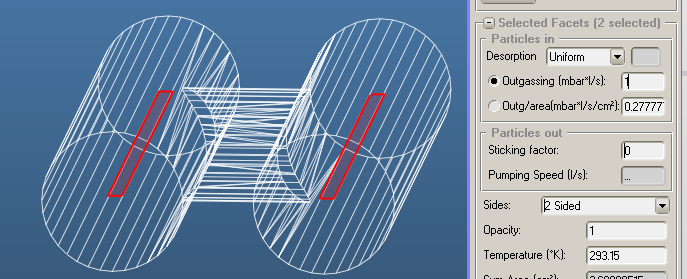 Selected Facets (2 selected)
Particles in
Desorption Uniform
Outgassing (mbar*l/s): 1
Outg/area(mbar*l/s/cm²): 0.27777
Particles out
Sticking factor: 0
Pumping Speed (l/s): ...
Sides: 2 Sided
Opacity: 1
Temperature (°K): 293.15